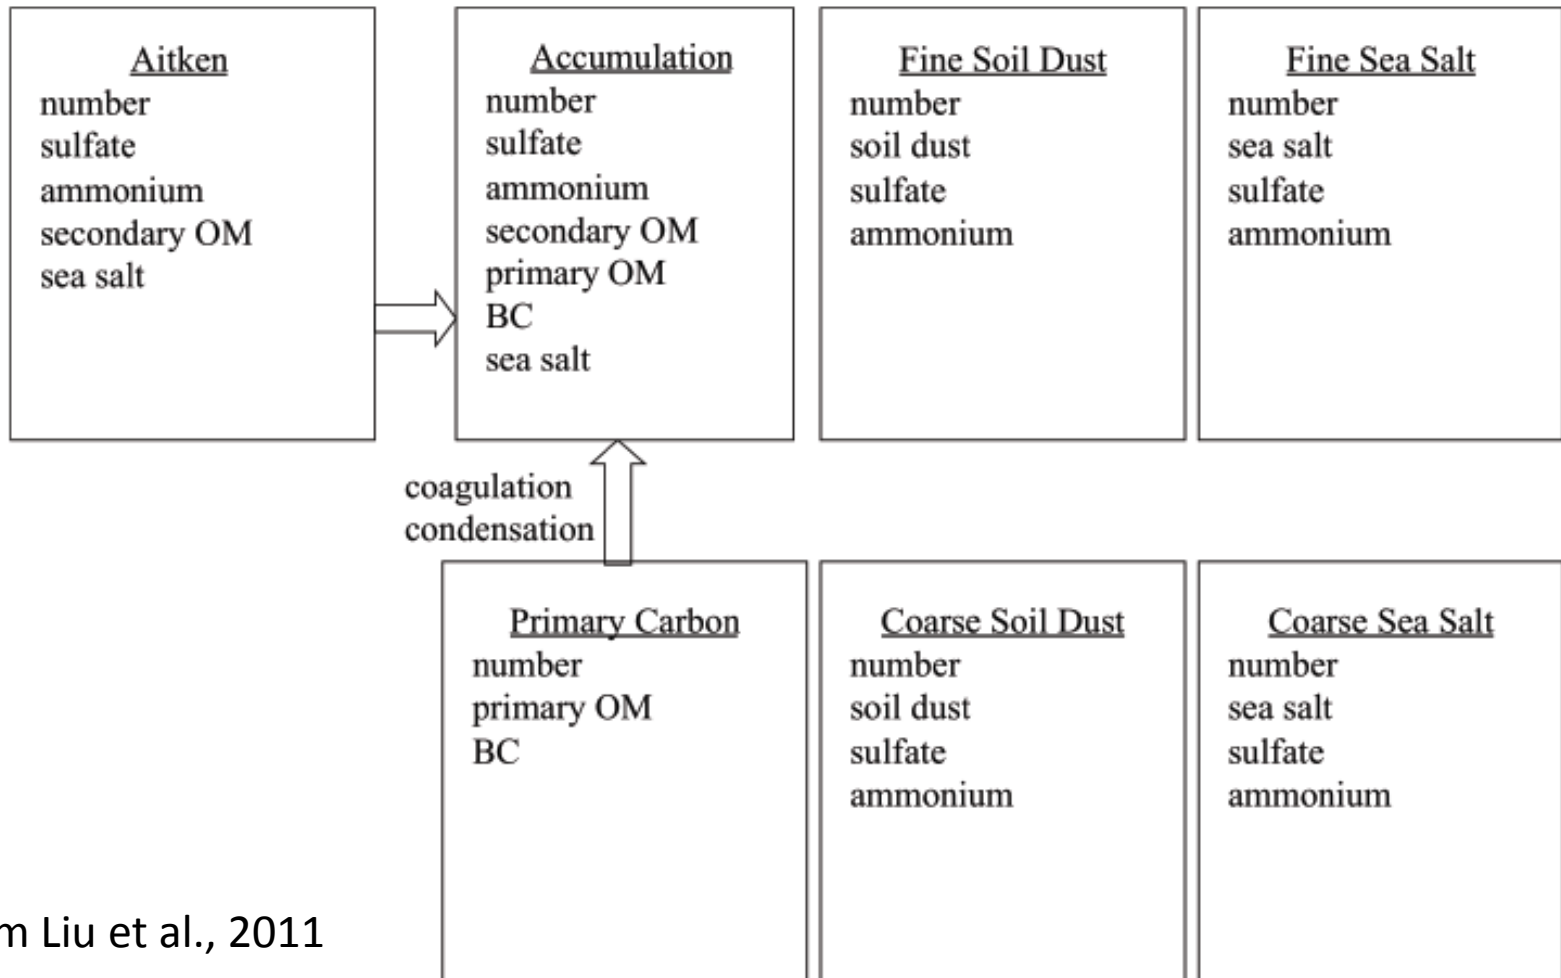 Aitken
number
sulfate
ammonium
secondary OM
sea salt
Accumulation
number
sulfate
ammonium
secondary OM
primary OM
BC
sea salt
Fine Soil Dust
number
soil dust
sulfate
ammonium
Fine Sea Salt
number
sea salt
sulfate
ammonium
coagulation
condensation
Primary Carbon
number
primary OM
BC
Coarse Soil Dust
number
soil dust
sulfate
ammonium
Coarse Sea Salt
number
sea salt
sulfate
ammonium
m Liu et al., 2011